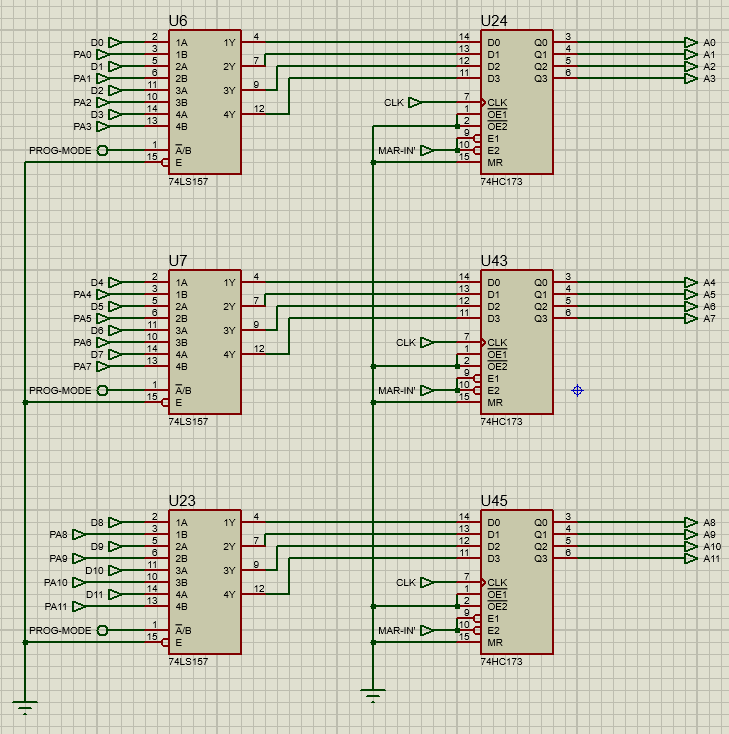 U6 U24
D0 2 1A 1Y 4 14 D0 Q0 3 A0
PA0 3 1B 13 D1 Q1 4 A1
D1 5 2A 2Y 7 12 D2 Q2 5 A2
PA1 6 2B 11 D3 Q3 6 A3
D2 11 3A 3Y 9
PA2 10 3B CLK 7 CLK
D3 14 4A 4Y 12 1 OE1
PA3 13 4B 2 OE2
9 E1
PROG-MODE 1 A/B MAR-IN' 10 E2
15 E 15 MR
74LS157 74HC173
U7 U43
D4 2 1A 1Y 4 14 D0 Q0 3 A4
PA4 3 1B 13 D1 Q1 4 A5
D5 5 2A 2Y 7 12 D2 Q2 5 A6
PA5 6 2B 11 D3 Q3 6 A7
D6 11 3A 3Y 9
PA6 10 3B CLK 7 CLK
D7 14 4A 4Y 12 1 OE1
PA7 13 4B 2 OE2
9 E1
PROG-MODE 1 A/B MAR-IN' 10 E2
15 E 15 MR
74LS157 74HC173
U23 U45
D8 2 1A 1Y 4 14 D0 Q0 3 A8
PA8 3 1B 13 D1 Q1 4 A9
D9 5 2A 2Y 7 12 D2 Q2 5 A10
PA9 6 2B 11 D3 Q3 6 A11
D10 11 3A 3Y 9
PA10 10 3B CLK 7 CLK
D11 14 4A 4Y 12 1 OE1
PA11 13 4B 2 OE2
9 E1
PROG-MODE 1 A/B MAR-IN' 10 E2
15 E 15 MR
74LS157 74HC173